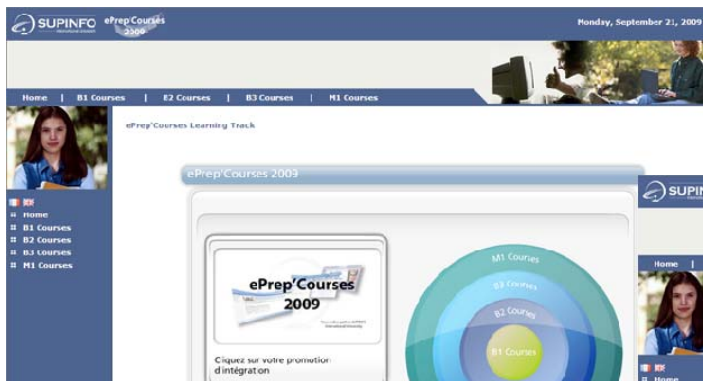 SUPINFO
ePrep Courses
2009
Monday, September 21, 2009
Home | B1 Courses | E2 Courses | B3 Courses | M1 Courses
ePrep'Courses Learning Track
ePrep'Courses 2009
Home
B1 Courses
B2 Courses
B3 Courses
M1 Courses
ePrep'Courses
2009
Cliquez sur votre promotion
d'intégration
M1 Courses
B3 Courses
B2 Courses
B1 Courses
SUPIN
Home |
Home